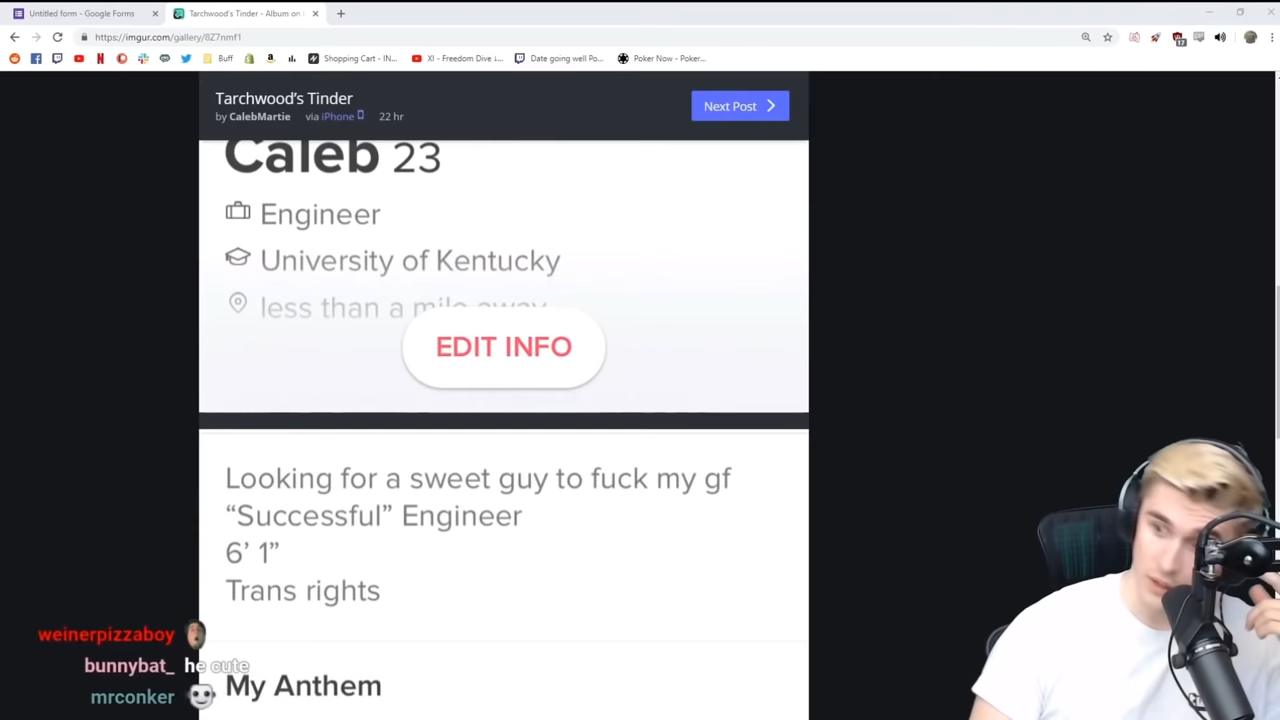 Untitled form - Google Forms
Tarchwood's Tinder - Album on
https://imgur.com/gallery/8Z7nmf1
Buff
Shopping Cart - IN...
XI - Freedom Dive ↓...
Date going well Po...
Poker Now - Poker...
17
Tarchwood's Tinder
by CalebMartie via iPhone 22 hr
Next Post
Caleb 23
Engineer
University of Kentucky
less than a mile away
EDIT INFO
Looking for a sweet guy to fuck my gf
“Successful” Engineer
6’ 1”
Trans rights
My Anthem
weinerpizzaboy
bunnybat_ he cute
mrconker